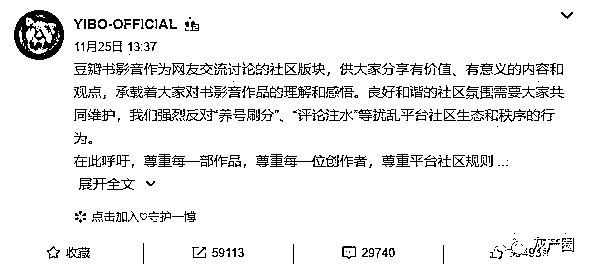 YIBO-OFFICIAL
11月25日 13:37
豆瓣书影音作为网友交流讨论的社区版块，供大家分享有价值、有意义的内容和
观点，承载着大家对书影音作品的理解和感悟。良好和谐的社区氛围需要大家共
同维护，我们强烈反对“养号刷分”、“评论注水”等扰乱平台社区生态和秩序的行
为。
在此呼吁，尊重每一部作品，尊重每一位创作者，尊重平台社区规则 ...
展开全文
点击加入♡守护一博
收藏 59113 29740
灰产圈